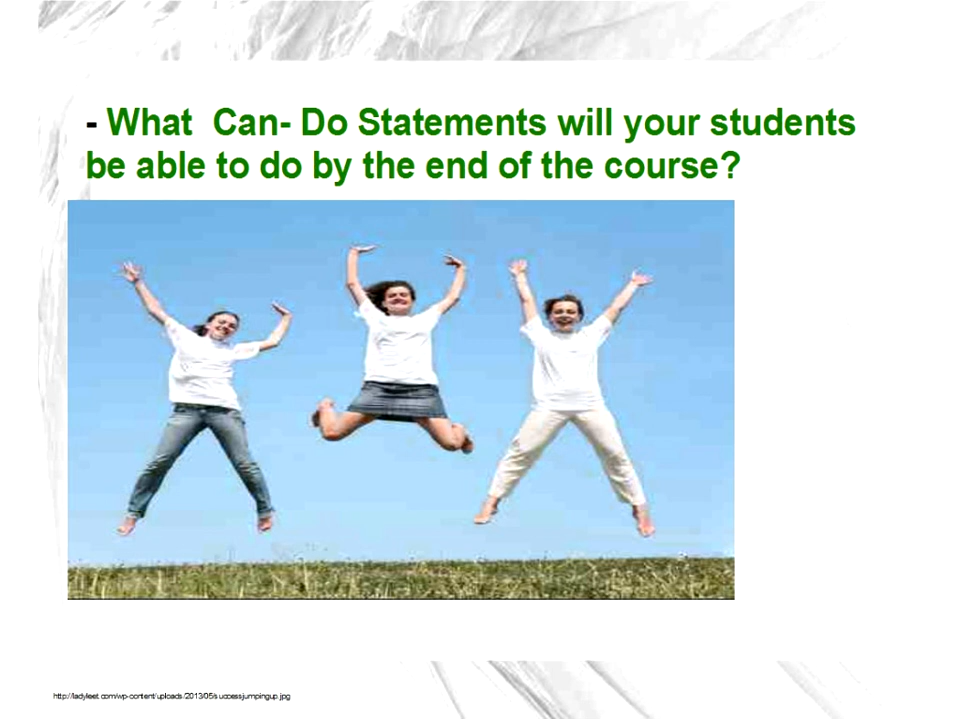 - What Can- Do Statements will your students
be able to do by the end of the course?
http://ladyleet.com/wp-content/uploads/2013/05/successjumpingup.jpg